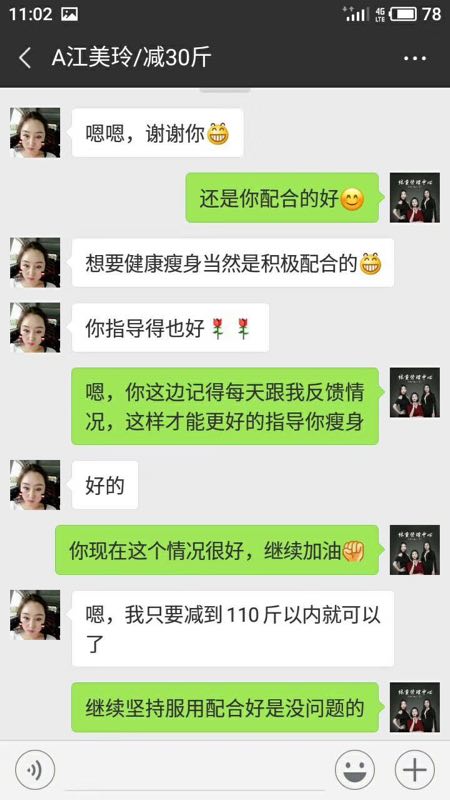 11:02
4G
LTE
78
A江美玲/减30斤
嗯嗯，谢谢你😁
还是你配合的好😊
想要健康瘦身当然是积极配合的😁
你指导得也好🌹🌹
嗯，你这边记得每天跟我反馈情
况，这样才能更好的指导你瘦身
好的
你现在这个情况很好，继续加油✊
嗯，我只要减到110斤以内就可以
了
继续坚持服用配合好是没问题的